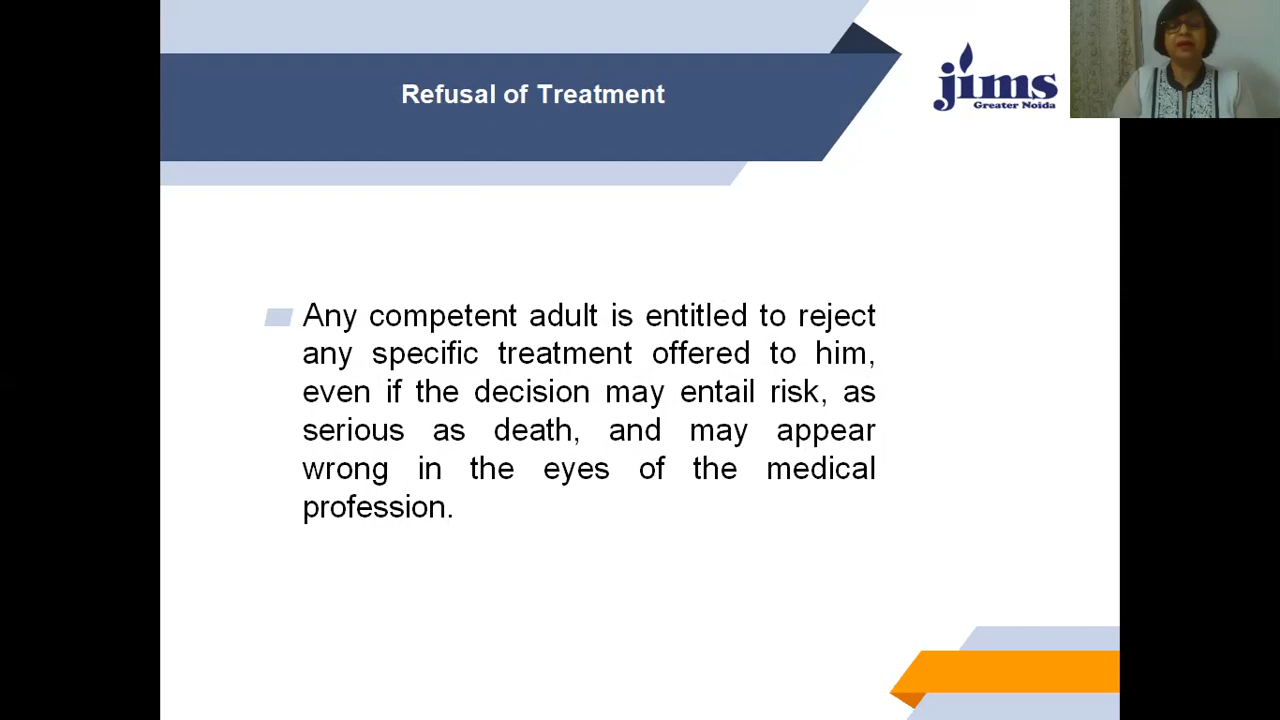 Refusal of Treatment
jims
Greater Noida
Any competent adult is entitled to reject
any specific treatment offered to him,
even if the decision may entail risk, as
serious as death, and may appear
wrong in the eyes of the medical
profession.